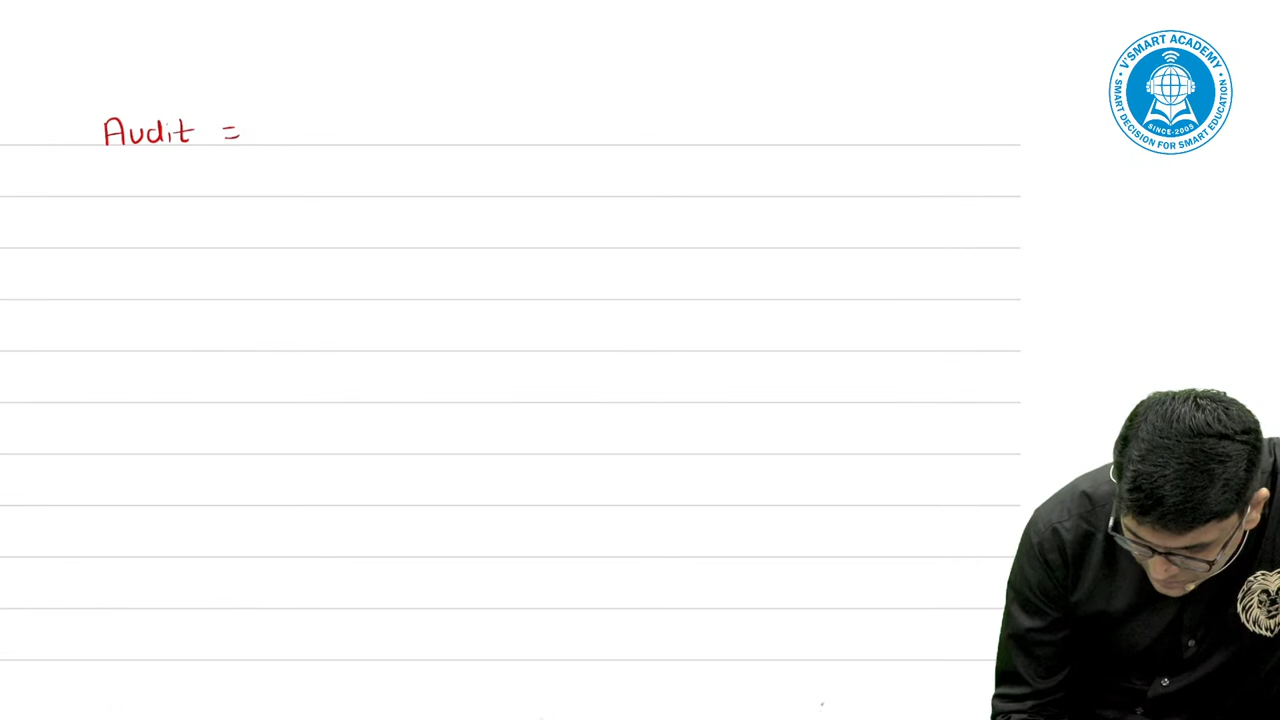 Audit =
V'SMART ACADEMY
SINCE-2005
SMART DECISION FOR SMART EDUCATION